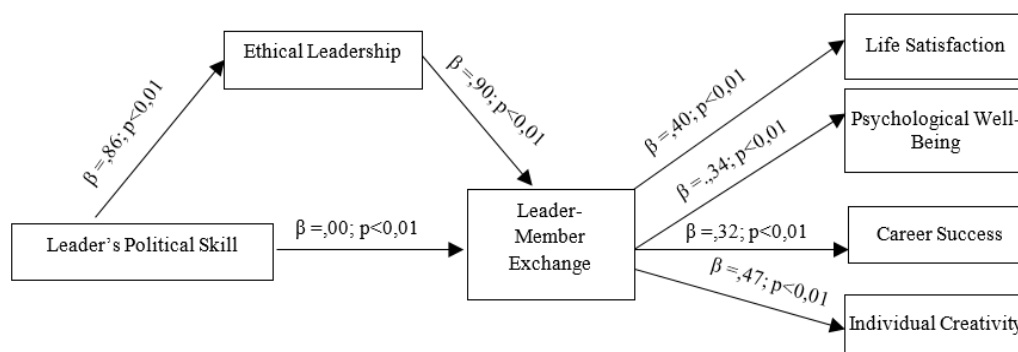 Ethical Leadership
Life Satisfaction
β =,86; p<0,01
β =,90; p<0,01
β =,40; p<0,01
Psychological Well-
Being
β =.,34; p<0,01
Leader’s Political Skill
β =,00; p<0,01
Leader-
Member
Exchange
β =,32; p<0,01
Career Success
β =,47; p<0,01
Individual Creativity